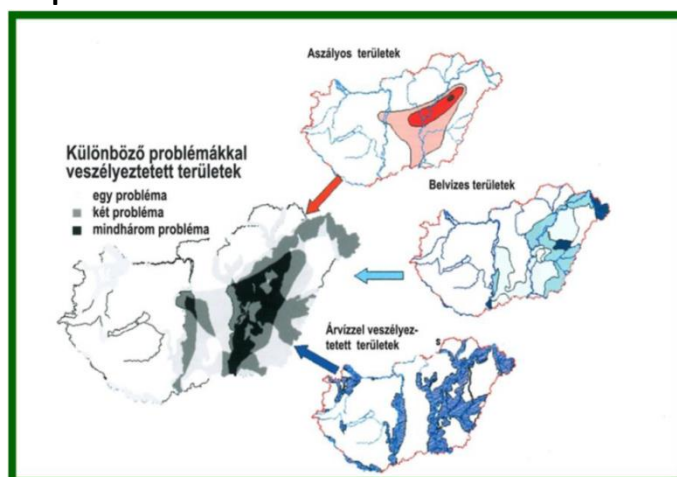 Aszályos területek
Különböző problémákkal
veszélyeztetett területek
egy probléma
két probléma
mindhárom probléma
Belvizes területek
Árvízzel veszélyez-
tetett területek
s